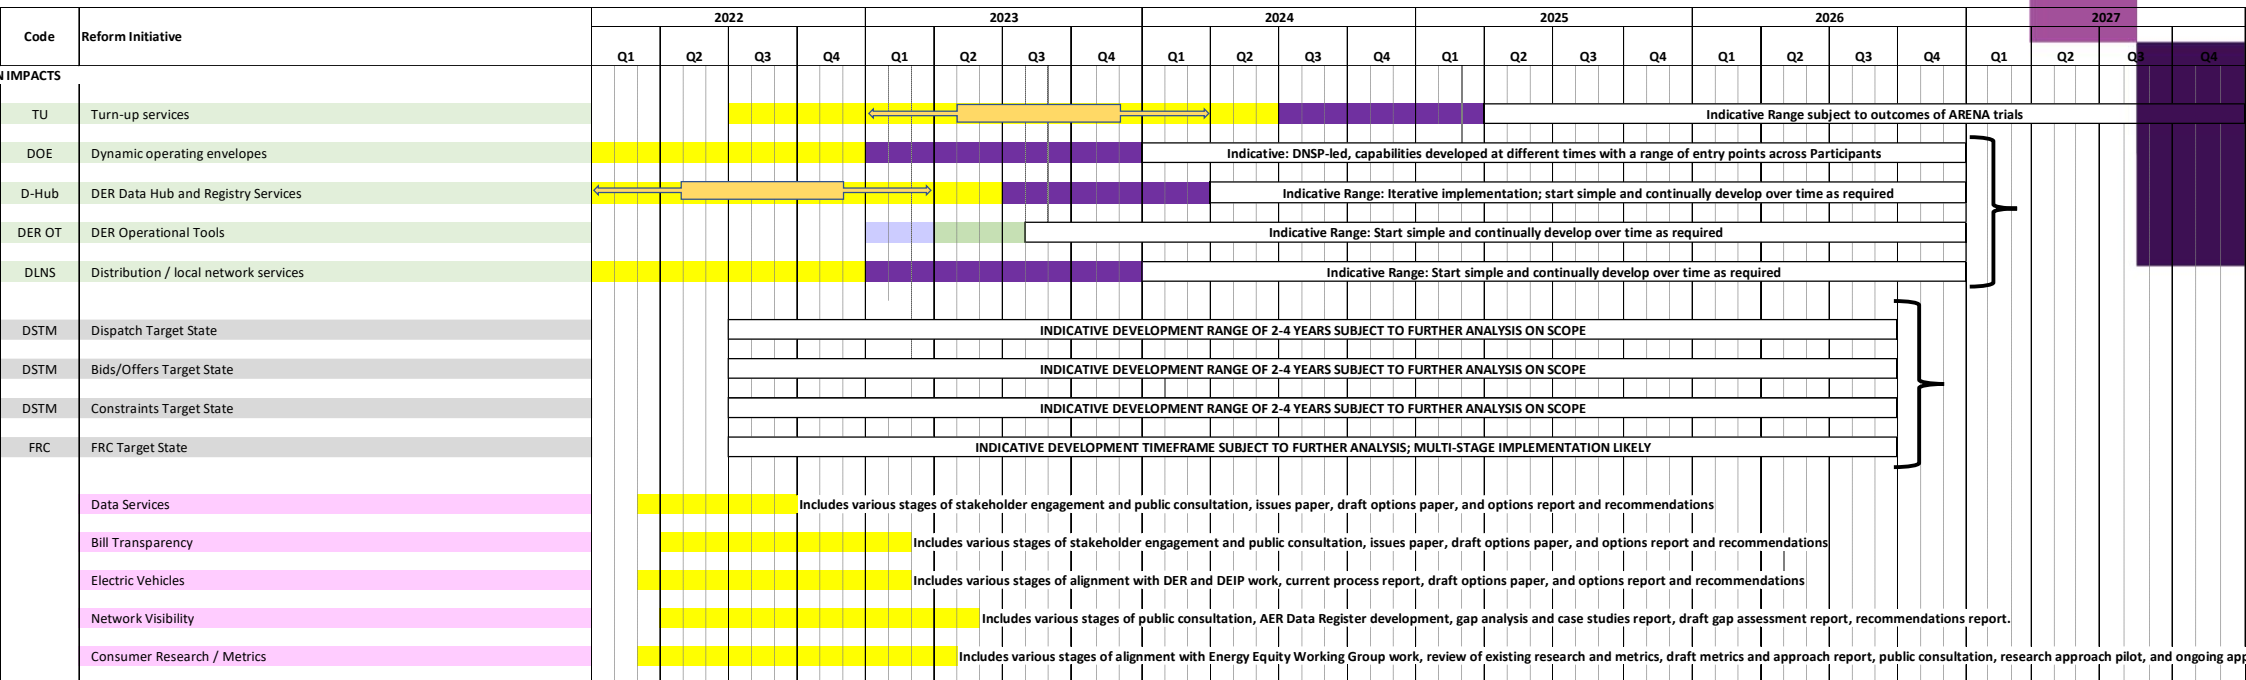 2022 2023 2024 2025 2026 2027
Code Reform Initiative
Q1 Q2 Q3 Q4 Q1 Q2 Q3 Q4 Q1 Q2 Q3 Q4 Q1 Q2 Q3 Q4 Q1 Q2 Q3 Q4 Q1 Q2 Q3 Q4
IMPACTS
TU Turn-up services Indicative Range subject to outcomes of ARENA trials
DOE Dynamic operating envelopes Indicative: DNSP-led, capabilities developed at different times with a range of entry points across Participants
D-Hub DER Data Hub and Registry Services Indicative Range: Iterative implementation; start simple and continually develop over time as required
DER OT DER Operational Tools Indicative Range: Start simple and continually develop over time as required
DLNS Distribution / local network services Indicative Range: Start simple and continually develop over time as required
DSTM Dispatch Target State INDICATIVE DEVELOPMENT RANGE OF 2-4 YEARS SUBJECT TO FURTHER ANALYSIS ON SCOPE
DSTM Bids/Offers Target State INDICATIVE DEVELOPMENT RANGE OF 2-4 YEARS SUBJECT TO FURTHER ANALYSIS ON SCOPE
DSTM Constraints Target State INDICATIVE DEVELOPMENT RANGE OF 2-4 YEARS SUBJECT TO FURTHER ANALYSIS ON SCOPE
FRC FRC Target State INDICATIVE DEVELOPMENT TIMEFRAME SUBJECT TO FURTHER ANALYSIS; MULTI-STAGE IMPLEMENTATION LIKELY
Data Services Includes various stages of stakeholder engagement and public consultation, issues paper, draft options paper, and options report and recommendations
Bill Transparency Includes various stages of stakeholder engagement and public consultation, issues paper, draft options paper, and options report and recommendations
Electric Vehicles Includes various stages of alignment with DER and DEIP work, current process report, draft options paper, and options report and recommendations
Network Visibility Includes various stages of public consultation, AER Data Register development, gap analysis and case studies report, draft gap assessment report, recommendations report.
Consumer Research / Metrics Includes various stages of alignment with Energy Equity Working Group work, review of existing research and metrics, draft metrics and approach report, public consultation, research approach pilot, and ongoing